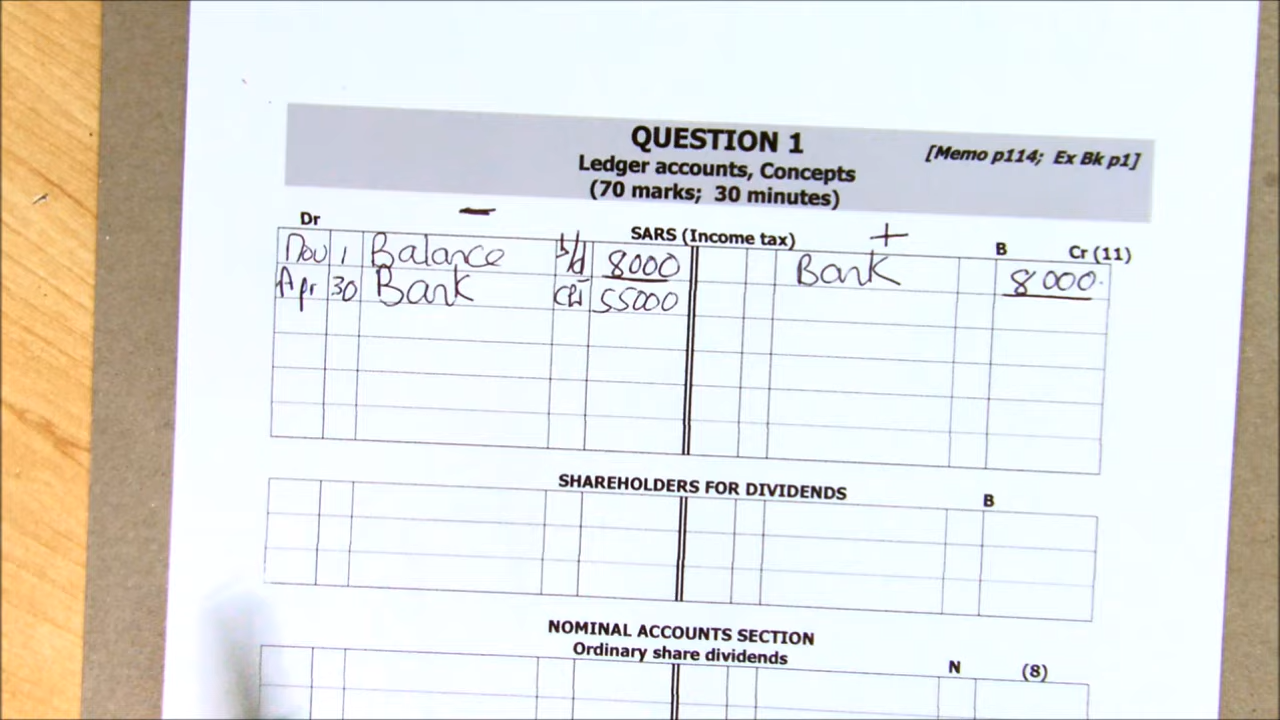 QUESTION 1
[Memo p114; Ex Bk p1]
Ledger accounts, Concepts
(70 marks; 30 minutes)
Dr − SARS (Income tax) + B Cr (11)
Nov 1 Balance b/d 8000 Bank 8000
Apr 30 Bank 55000
SHAREHOLDERS FOR DIVIDENDS B
NOMINAL ACCOUNTS SECTION
Ordinary share dividends N (8)